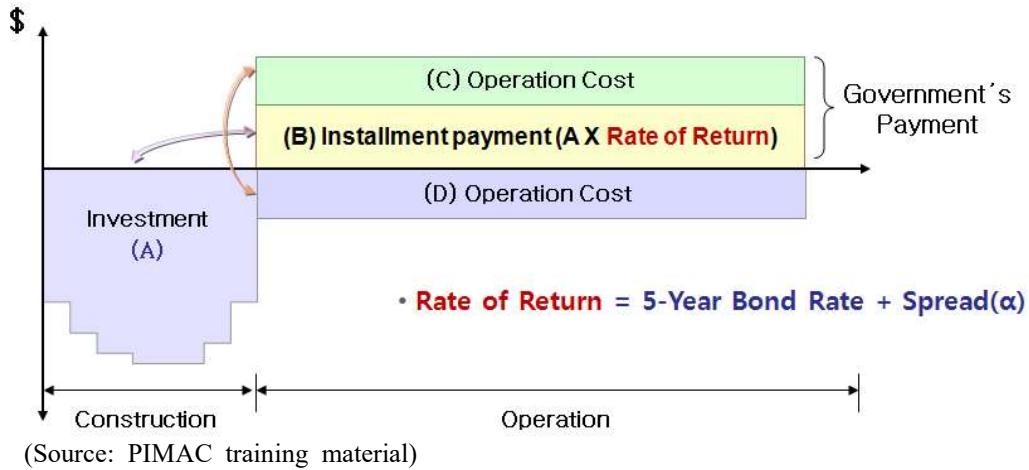 $
(C) Operation Cost
Government's
Payment
(B) Installment payment (A X Rate of Return)
(D) Operation Cost
Investment
(A)
• Rate of Return = 5-Year Bond Rate + Spread(α)
Construction
Operation
(Source: PIMAC training material)